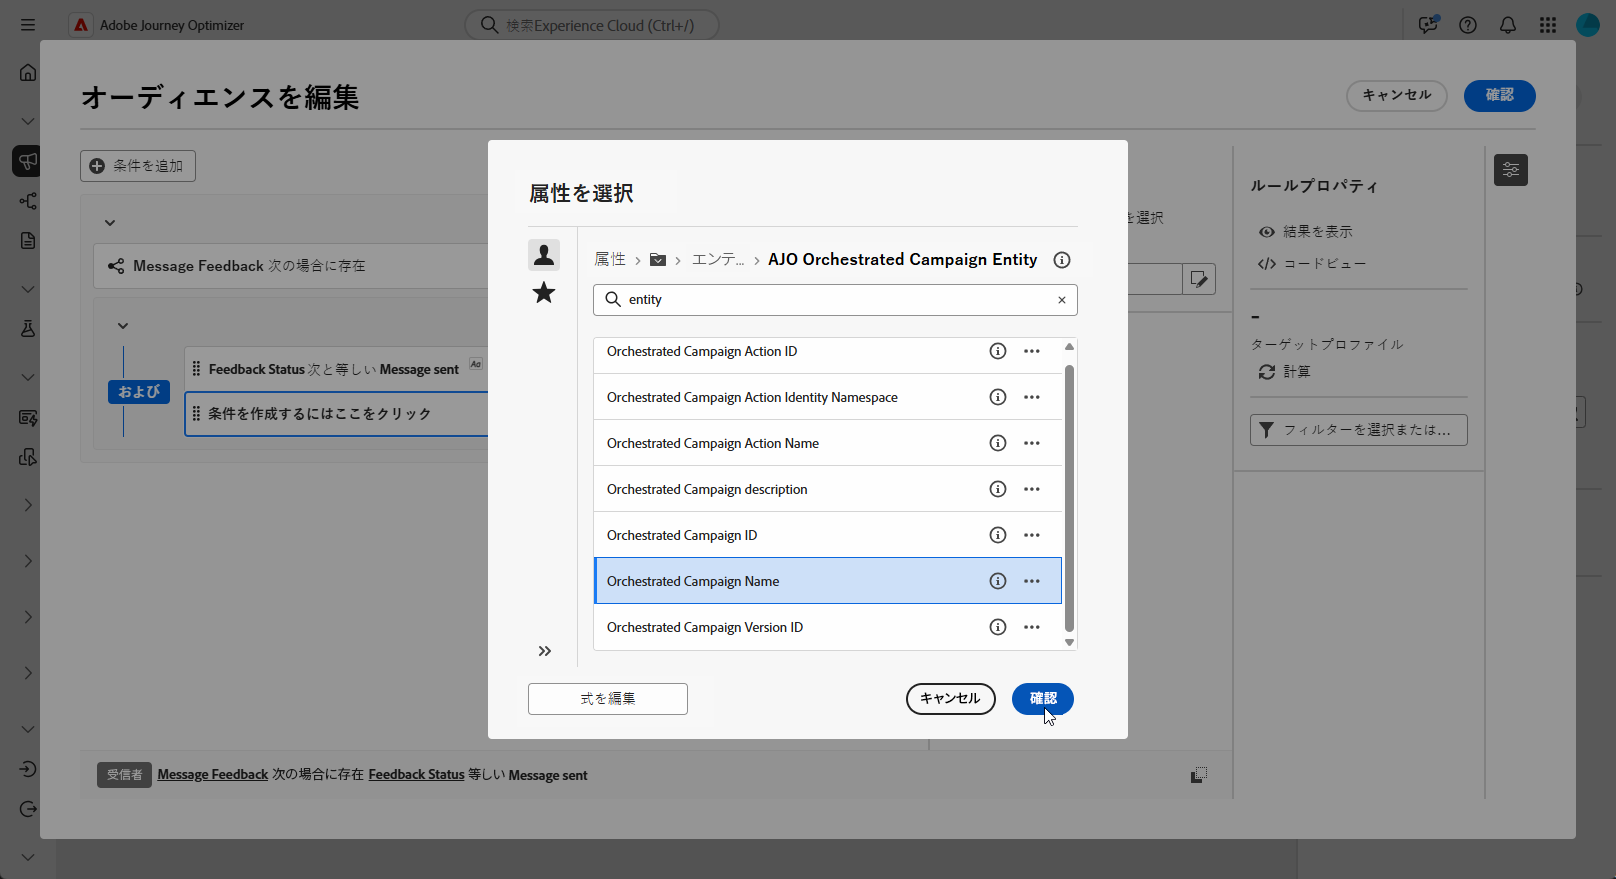 Adobe Journey Optimizer
検索Experience Cloud (Ctrl+/)
オーディエンスを編集
キャンセル
確認
条件を追加
Message Feedback 次の場合に存在
および
Feedback Status 次と等しい Message sent
条件を作成するにはここをクリック
属性を選択
属性
エンテ...
AJO Orchestrated Campaign Entity
entity
Orchestrated Campaign Action ID
Orchestrated Campaign Action Identity Namespace
Orchestrated Campaign Action Name
Orchestrated Campaign description
Orchestrated Campaign ID
Orchestrated Campaign Name
Orchestrated Campaign Version ID
式を編集
キャンセル
確認
を選択
ルールプロパティ
結果を表示
コードビュー
–
ターゲットプロファイル
計算
フィルターを選択または...
受信者 Message Feedback 次の場合に存在 Feedback Status 等しい Message sent